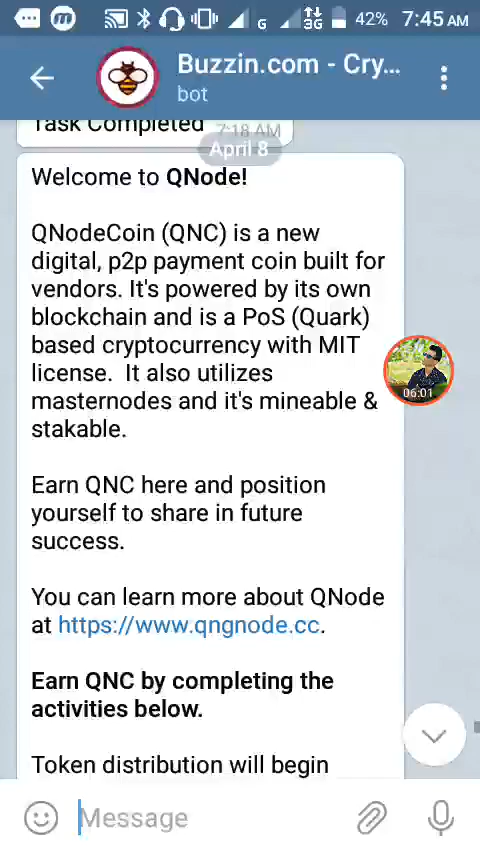 G
3G
42%
7:45 AM
Buzzin.com - Cry...
bot
Task Completed 7:18 AM
April 8
Welcome to QNode!
QNodeCoin (QNC) is a new
digital, p2p payment coin built for
vendors. It's powered by its own
blockchain and is a PoS (Quark)
based cryptocurrency with MIT
license. It also utilizes
masternodes and it's mineable &
stakable.
06:01
Earn QNC here and position
yourself to share in future
success.
You can learn more about QNode
at https://www.qngnode.cc.
Earn QNC by completing the
activities below.
Token distribution will begin
Message